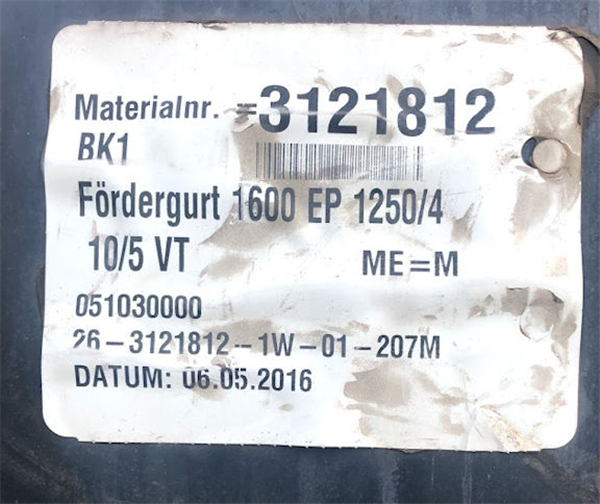 Materialnr. =3121812
BK1
Fördergurt 1600 EP 1250/4
10/5 VT ME=M
051030000
26-3121812-1W-01-207M
DATUM: 06.05.2016